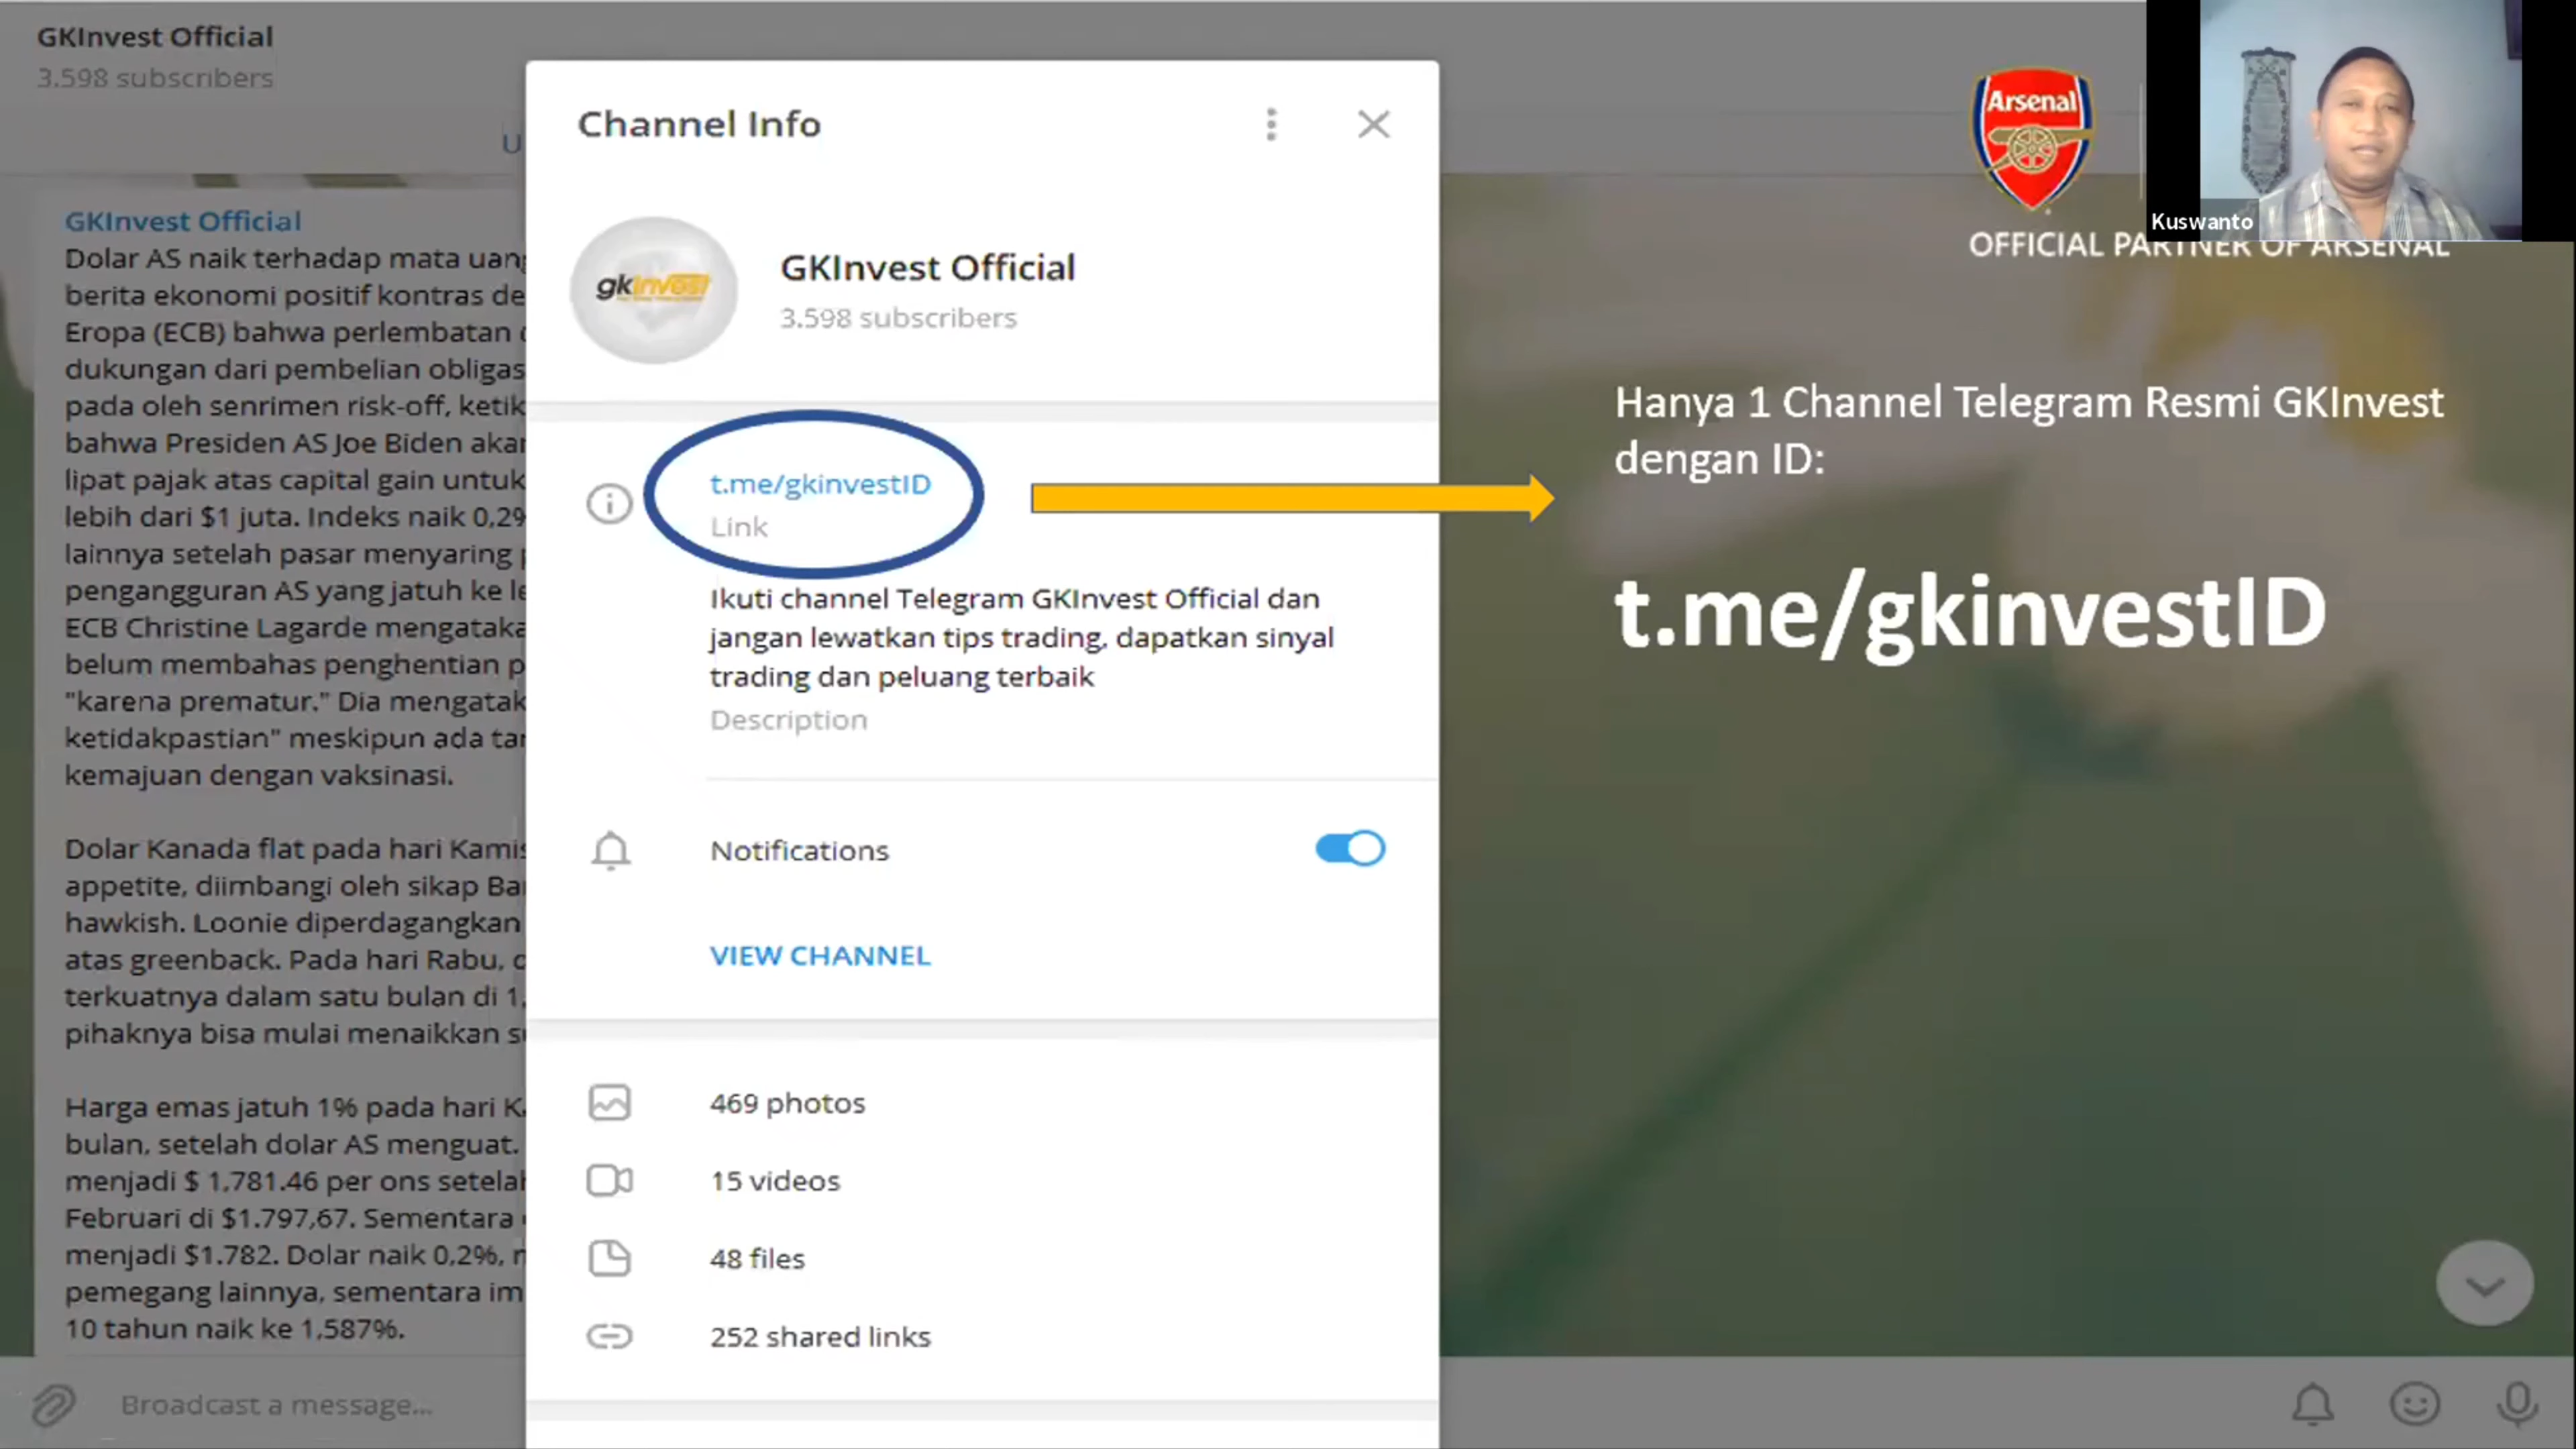 GKInvest Official
3.598 subscribers
U
GKInvest Official
Dolar AS naik terhadap mata uang
berita ekonomi positif kontras de
Eropa (ECB) bahwa perlembatan
dukungan dari pembelian obligas
pada oleh senrimen risk-off, ketik
bahwa Presiden AS Joe Biden akan
lipat pajak atas capital gain untuk
lebih dari $1 juta. Indeks naik 0,2%
lainnya setelah pasar menyaring
pengangguran AS yang jatuh ke le
ECB Christine Lagarde mengataka
belum membahas penghentian p
"karena prematur." Dia mengatak
ketidakpastian" meskipun ada tan
kemajuan dengan vaksinasi.
Dolar Kanada flat pada hari Kamis
appetite, diimbangi oleh sikap Ba
hawkish. Loonie diperdagangkan
atas greenback. Pada hari Rabu,
terkuatnya dalam satu bulan di 1,
pihaknya bisa mulai menaikkan su
Harga emas jatuh 1% pada hari Ka
bulan, setelah dolar AS menguat.
menjadi $ 1,781.46 per ons setelah
Februari di $1.797,67. Sementara
menjadi $1.782. Dolar naik 0,2%,
pemegang lainnya, sementara im
10 tahun naik ke 1,587%.
Broadcast a message...
Channel Info
gkinvest
GKInvest Official
3.598 subscribers
t.me/gkinvestID
Link
Ikuti channel Telegram GKInvest Official dan
jangan lewatkan tips trading, dapatkan sinyal
trading dan peluang terbaik
Description
Notifications
VIEW CHANNEL
469 photos
15 videos
48 files
252 shared links
Arsenal
OFFICIAL PARTNER OF ARSENAL
Kuswanto
Hanya 1 Channel Telegram Resmi GKInvest
dengan ID:
t.me/gkinvestID